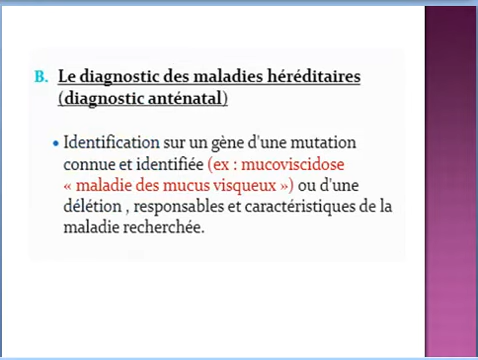 B. Le diagnostic des maladies héréditaires
(diagnostic anténatal)
• Identification sur un gène d'une mutation
connue et identifiée (ex : mucoviscidose
« maladie des mucus visqueux ») ou d'une
délétion , responsables et caractéristiques de la
maladie recherchée.